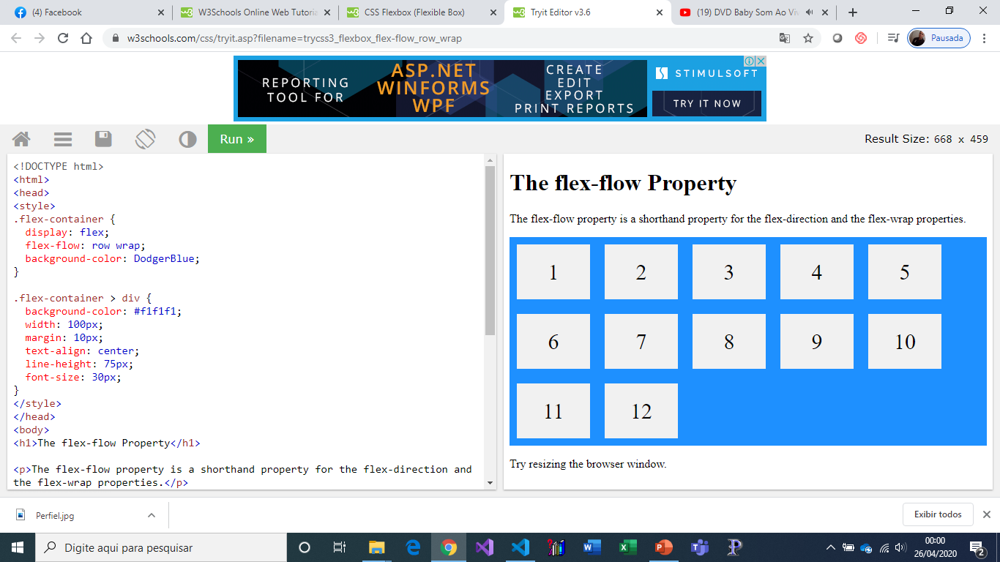 (4) Facebook
W3Schools Online Web Tutoria
CSS Flexbox (Flexible Box)
Tryit Editor v3.6
(19) DVD Baby Som Ao Viv
w3schools.com/css/tryit.asp?filename=trycss3_flexbox_flex-flow_row_wrap
Pausada
REPORTING
TOOL FOR
ASP.NET
WINFORMS
WPF
CREATE
EDIT
EXPORT
PRINT REPORTS
STIMULSOFT
TRY IT NOW
Run »
Result Size: 668 x 459
<!DOCTYPE html>
<html>
<head>
<style>
.flex-container {
  display: flex;
  flex-flow: row wrap;
  background-color: DodgerBlue;
}
.flex-container > div {
  background-color: #f1f1f1;
  width: 100px;
  margin: 10px;
  text-align: center;
  line-height: 75px;
  font-size: 30px;
}
</style>
</head>
<body>
<h1>The flex-flow Property</h1>
<p>The flex-flow property is a shorthand property for the flex-direction and
the flex-wrap properties.</p>
The flex-flow Property
The flex-flow property is a shorthand property for the flex-direction and the flex-wrap properties.
1 2 3 4 5
6 7 8 9 10
11 12
Try resizing the browser window.
Perfiel.jpg
Exibir todos
Digite aqui para pesquisar
00:00
26/04/2020
2